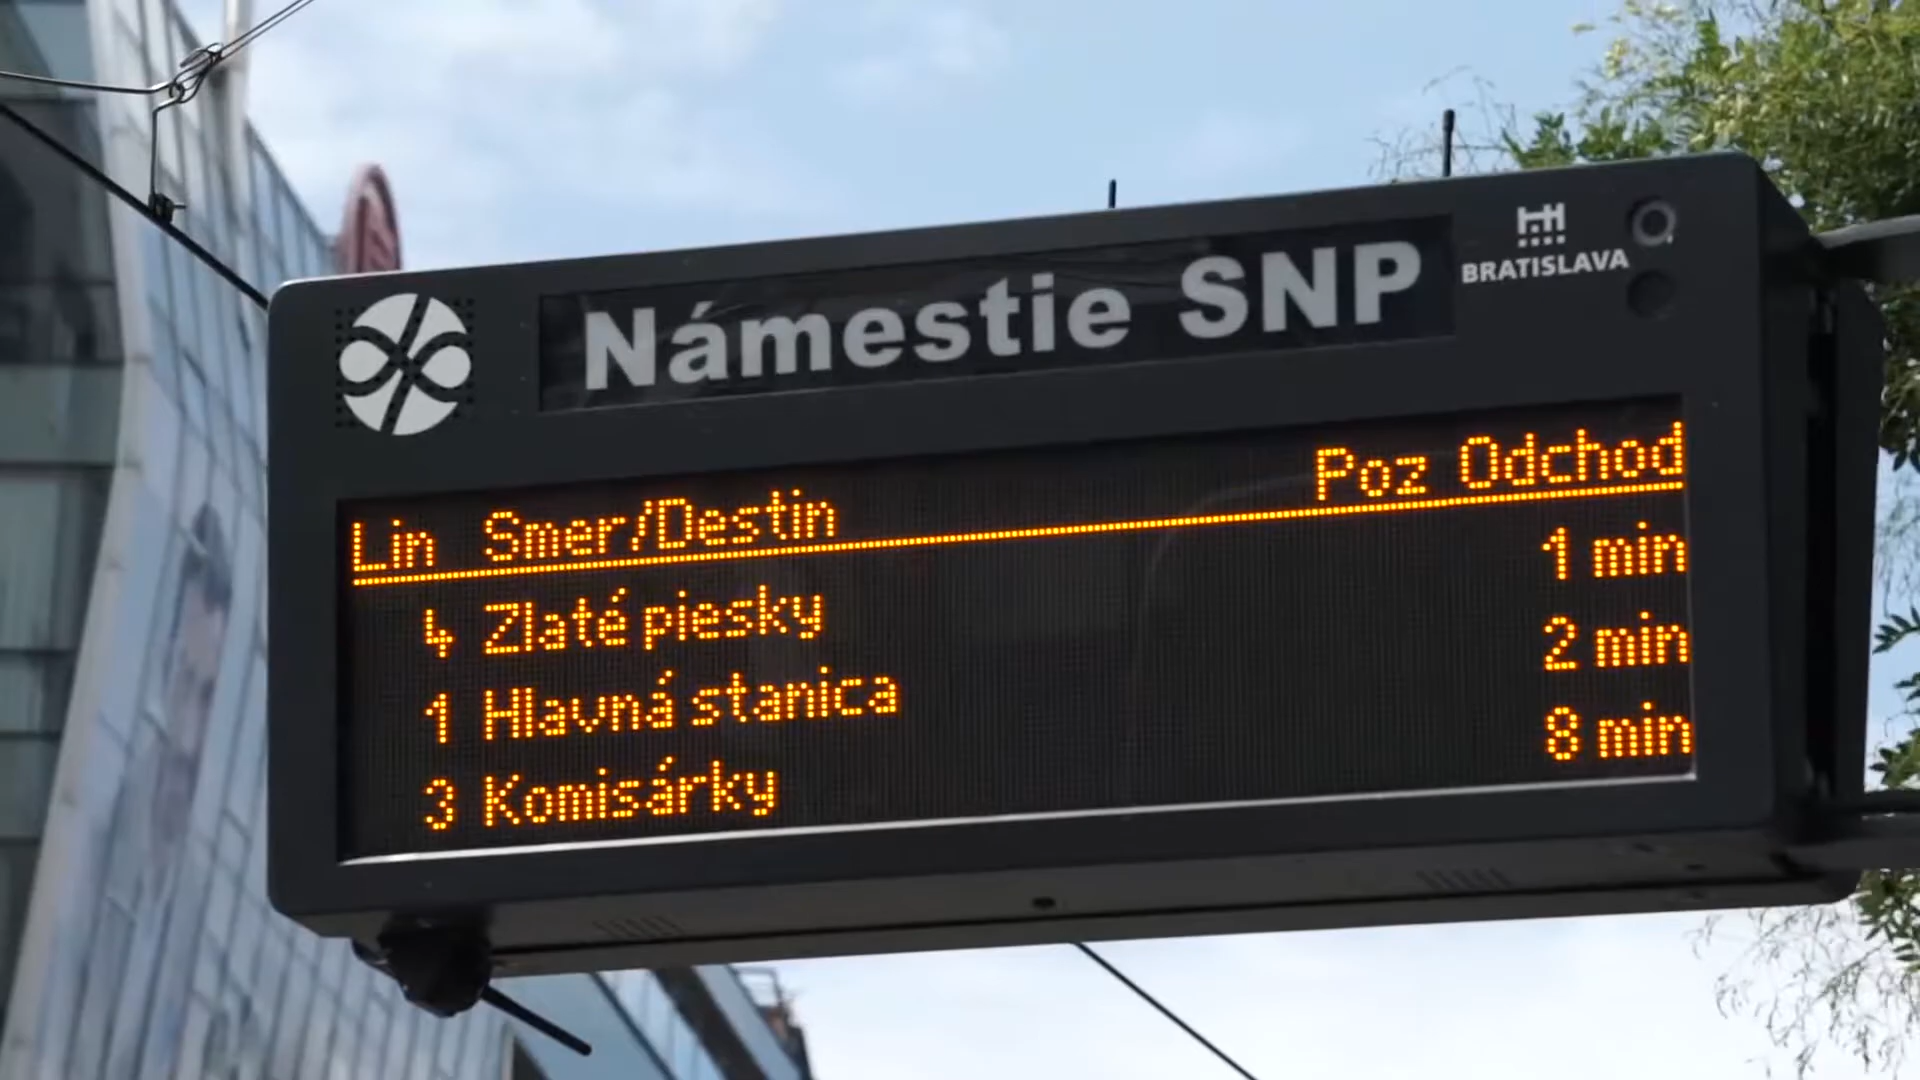 Námestie SNP
BRATISLAVA
Lin Smer/Destin Poz Odchod
4 Zlaté piesky 1 min
1 Hlavná stanica 2 min
3 Komisárky 8 min